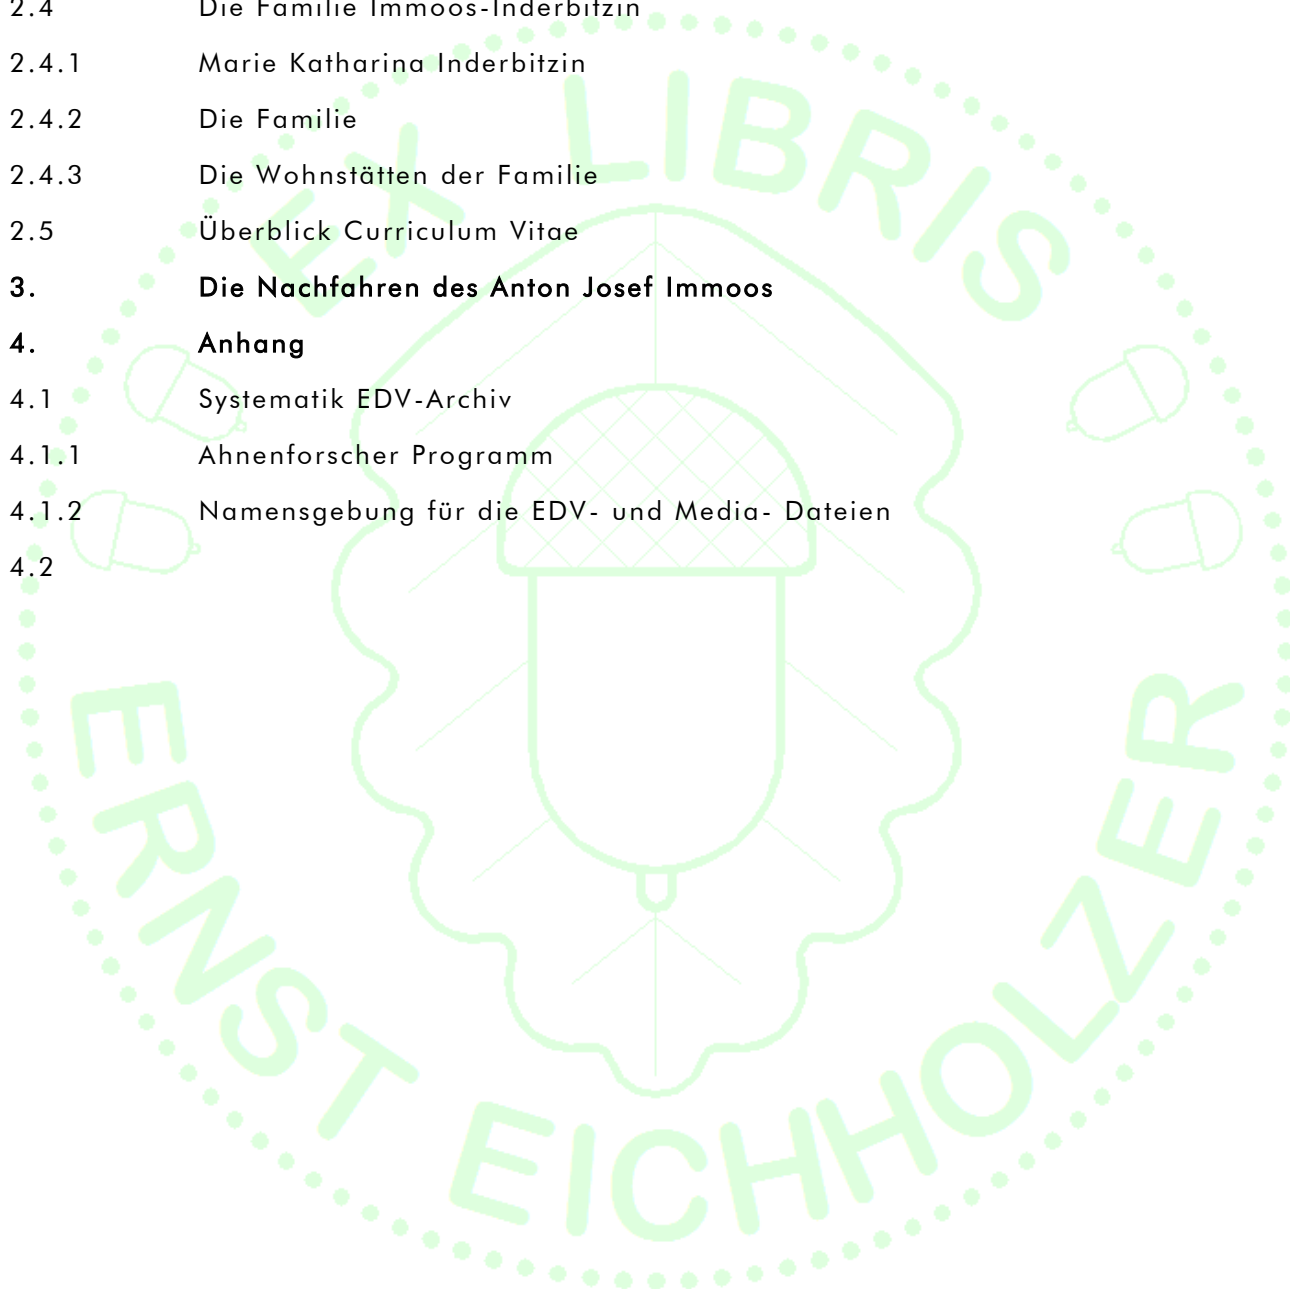 2.4 Die Familie Immoos-Inderbitzin
2.4.1 Marie Katharina Inderbitzin
2.4.2 Die Familie
2.4.3 Die Wohnstätten der Familie
2.5 Überblick Curriculum Vitae
3. Die Nachfahren des Anton Josef Immoos
4. Anhang
4.1 Systematik EDV-Archiv
4.1.1 Ahnenforscher Programm
4.1.2 Namensgebung für die EDV- und Media- Dateien
4.2
EX LIBRIS
ERNST EICHHOLZER